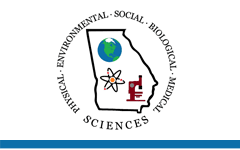 PHYSICAL · ENVIRONMENTAL · SOCIAL · BIOLOGICAL · MEDICAL
SCIENCES